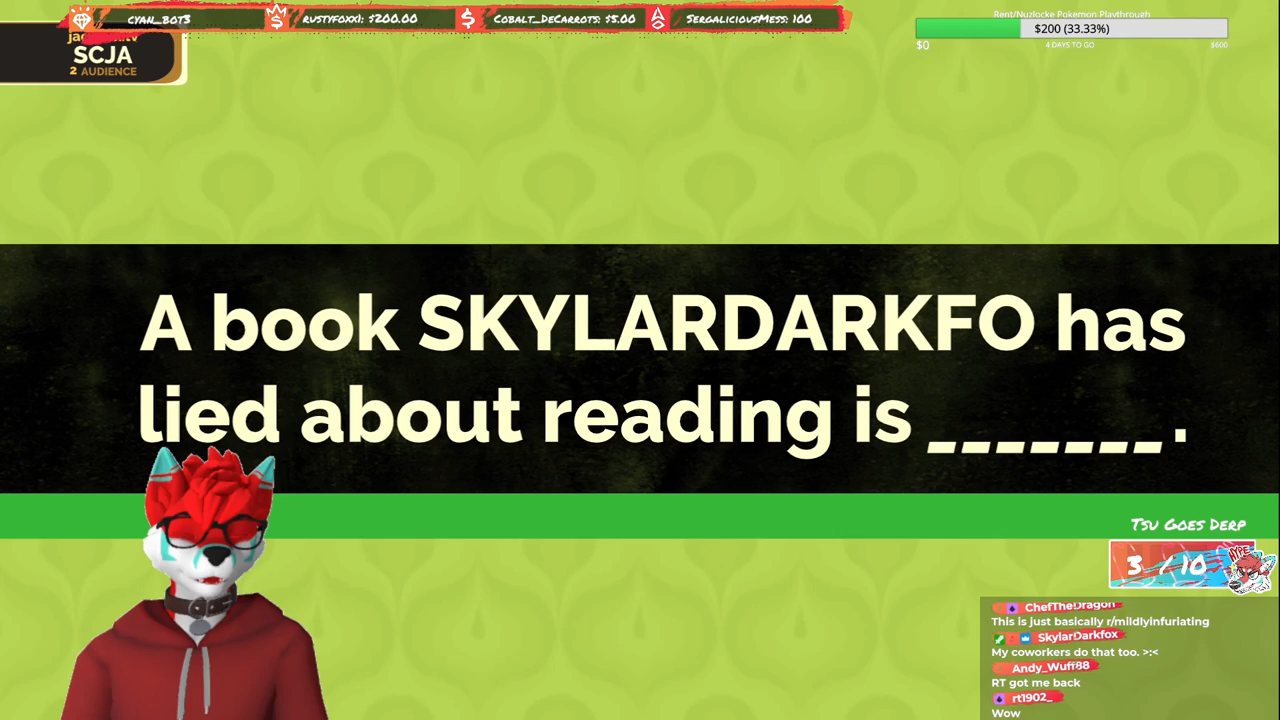 CYAN_BOT3
RUSTYFOXXI: $200.00
COBALT_DECARROTS: $5.00
SERGALICIOUSMESS: 100
SCJA
2 AUDIENCE
Rent/Nuzlocke Pokemon Playthrough
$200 (33.33%)
$0
4 DAYS TO GO
$600
A book SKYLARDARKFO has
lied about reading is _______.
TSU GOES DERP
3 / 10
HYPE
ChefTheDragon
This is just basically r/mildlyinfuriating
SkylarDarkfox
My coworkers do that too. >:<
Andy_Wuff88
RT got me back
rt1902_
Wow